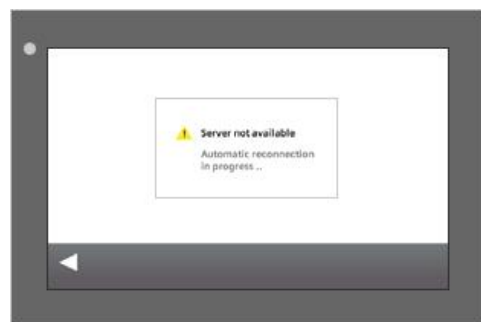 Server not available
Automatic reconnection
in progress ..